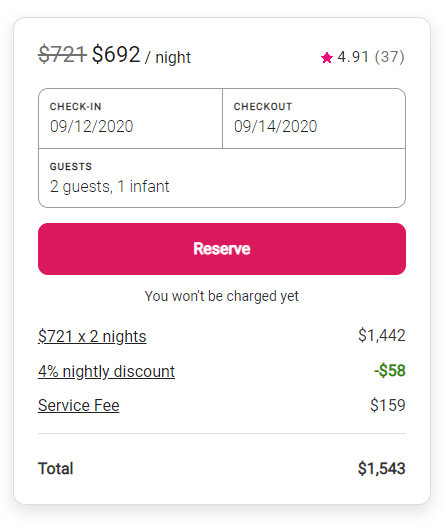 $721 $692 / night
★ 4.91 (37)
CHECK-IN
09/12/2020
CHECKOUT
09/14/2020
GUESTS
2 guests, 1 infant
Reserve
You won't be charged yet
$721 x 2 nights $1,442
4% nightly discount -$58
Service Fee $159
Total $1,543